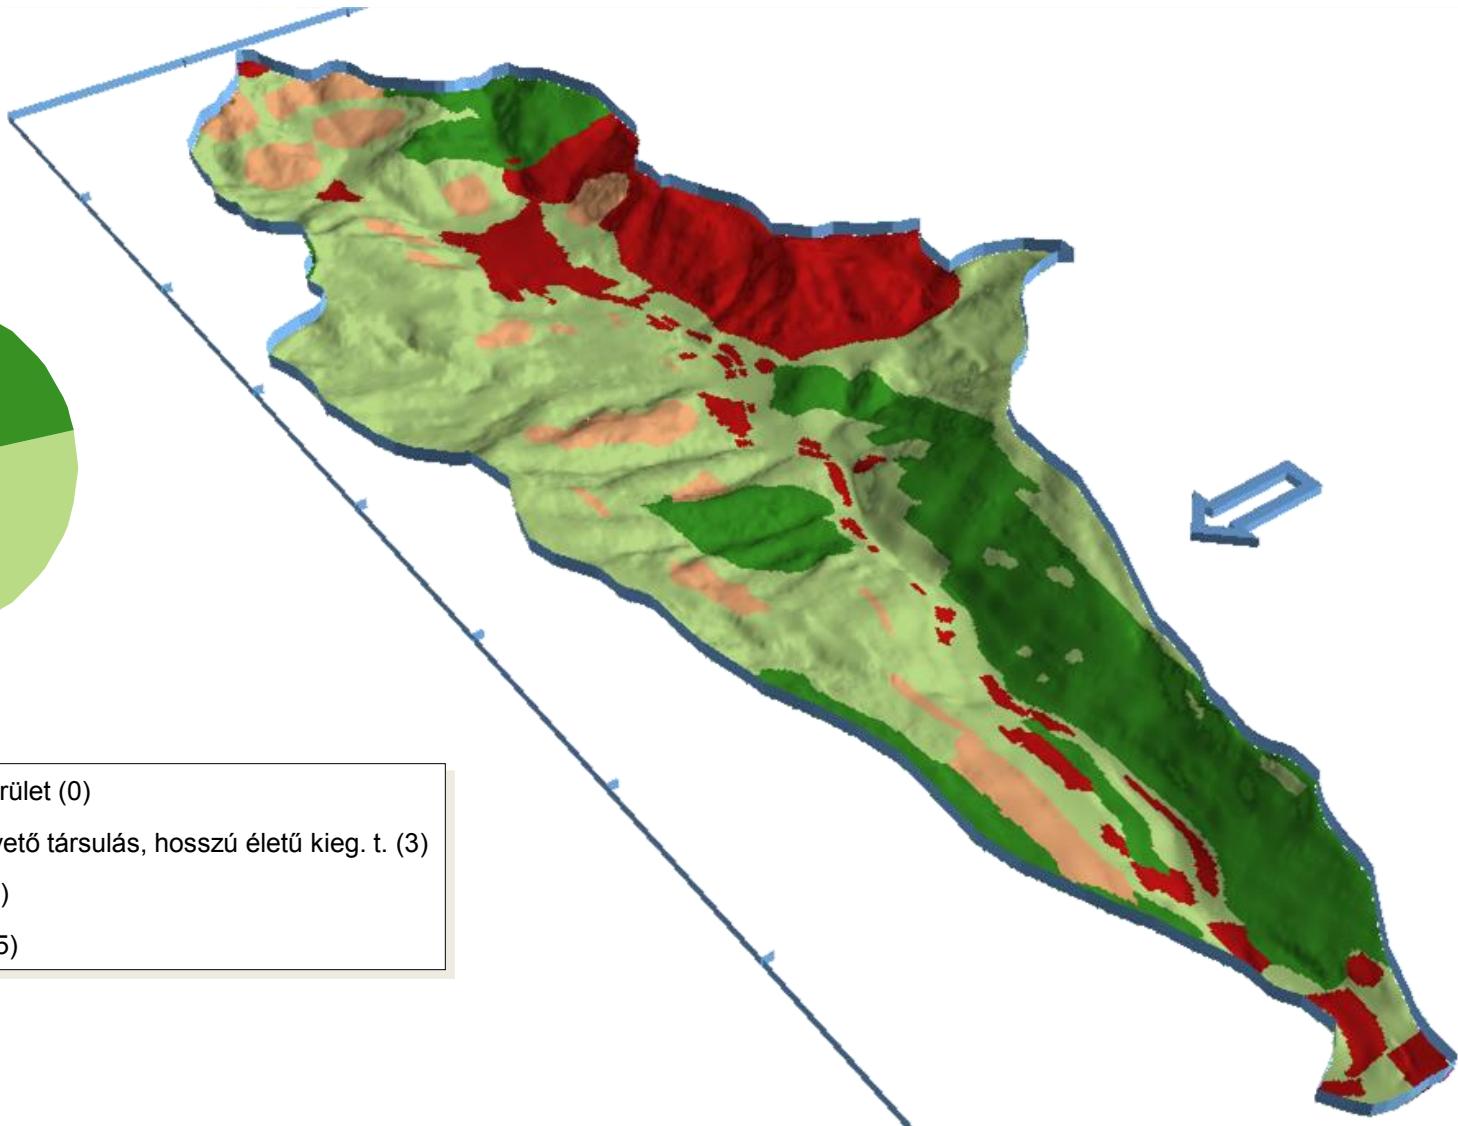 rület (0)
vető társulás, hosszú életű kieg. t. (3)
)
5)